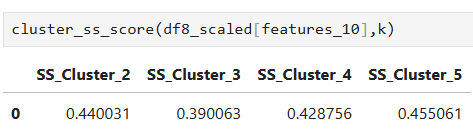 cluster_ss_score(df8_scaled[features_10],k)
SS_Cluster_2 SS_Cluster_3 SS_Cluster_4 SS_Cluster_5
0 0.440031 0.390063 0.428756 0.455061